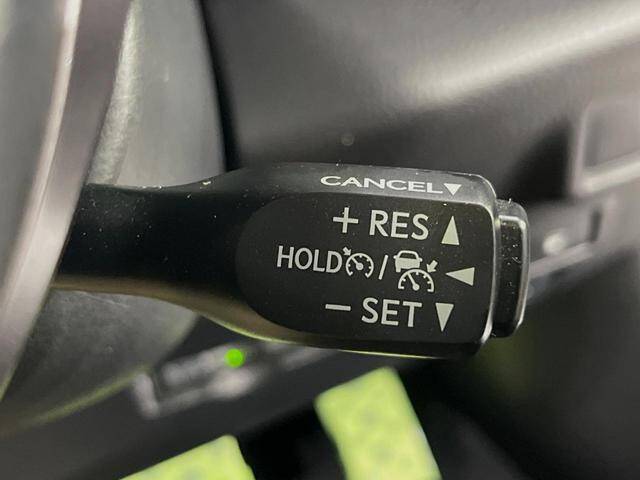 CANCEL▼
+ RES ▲
HOLD / ◀
− SET ▼